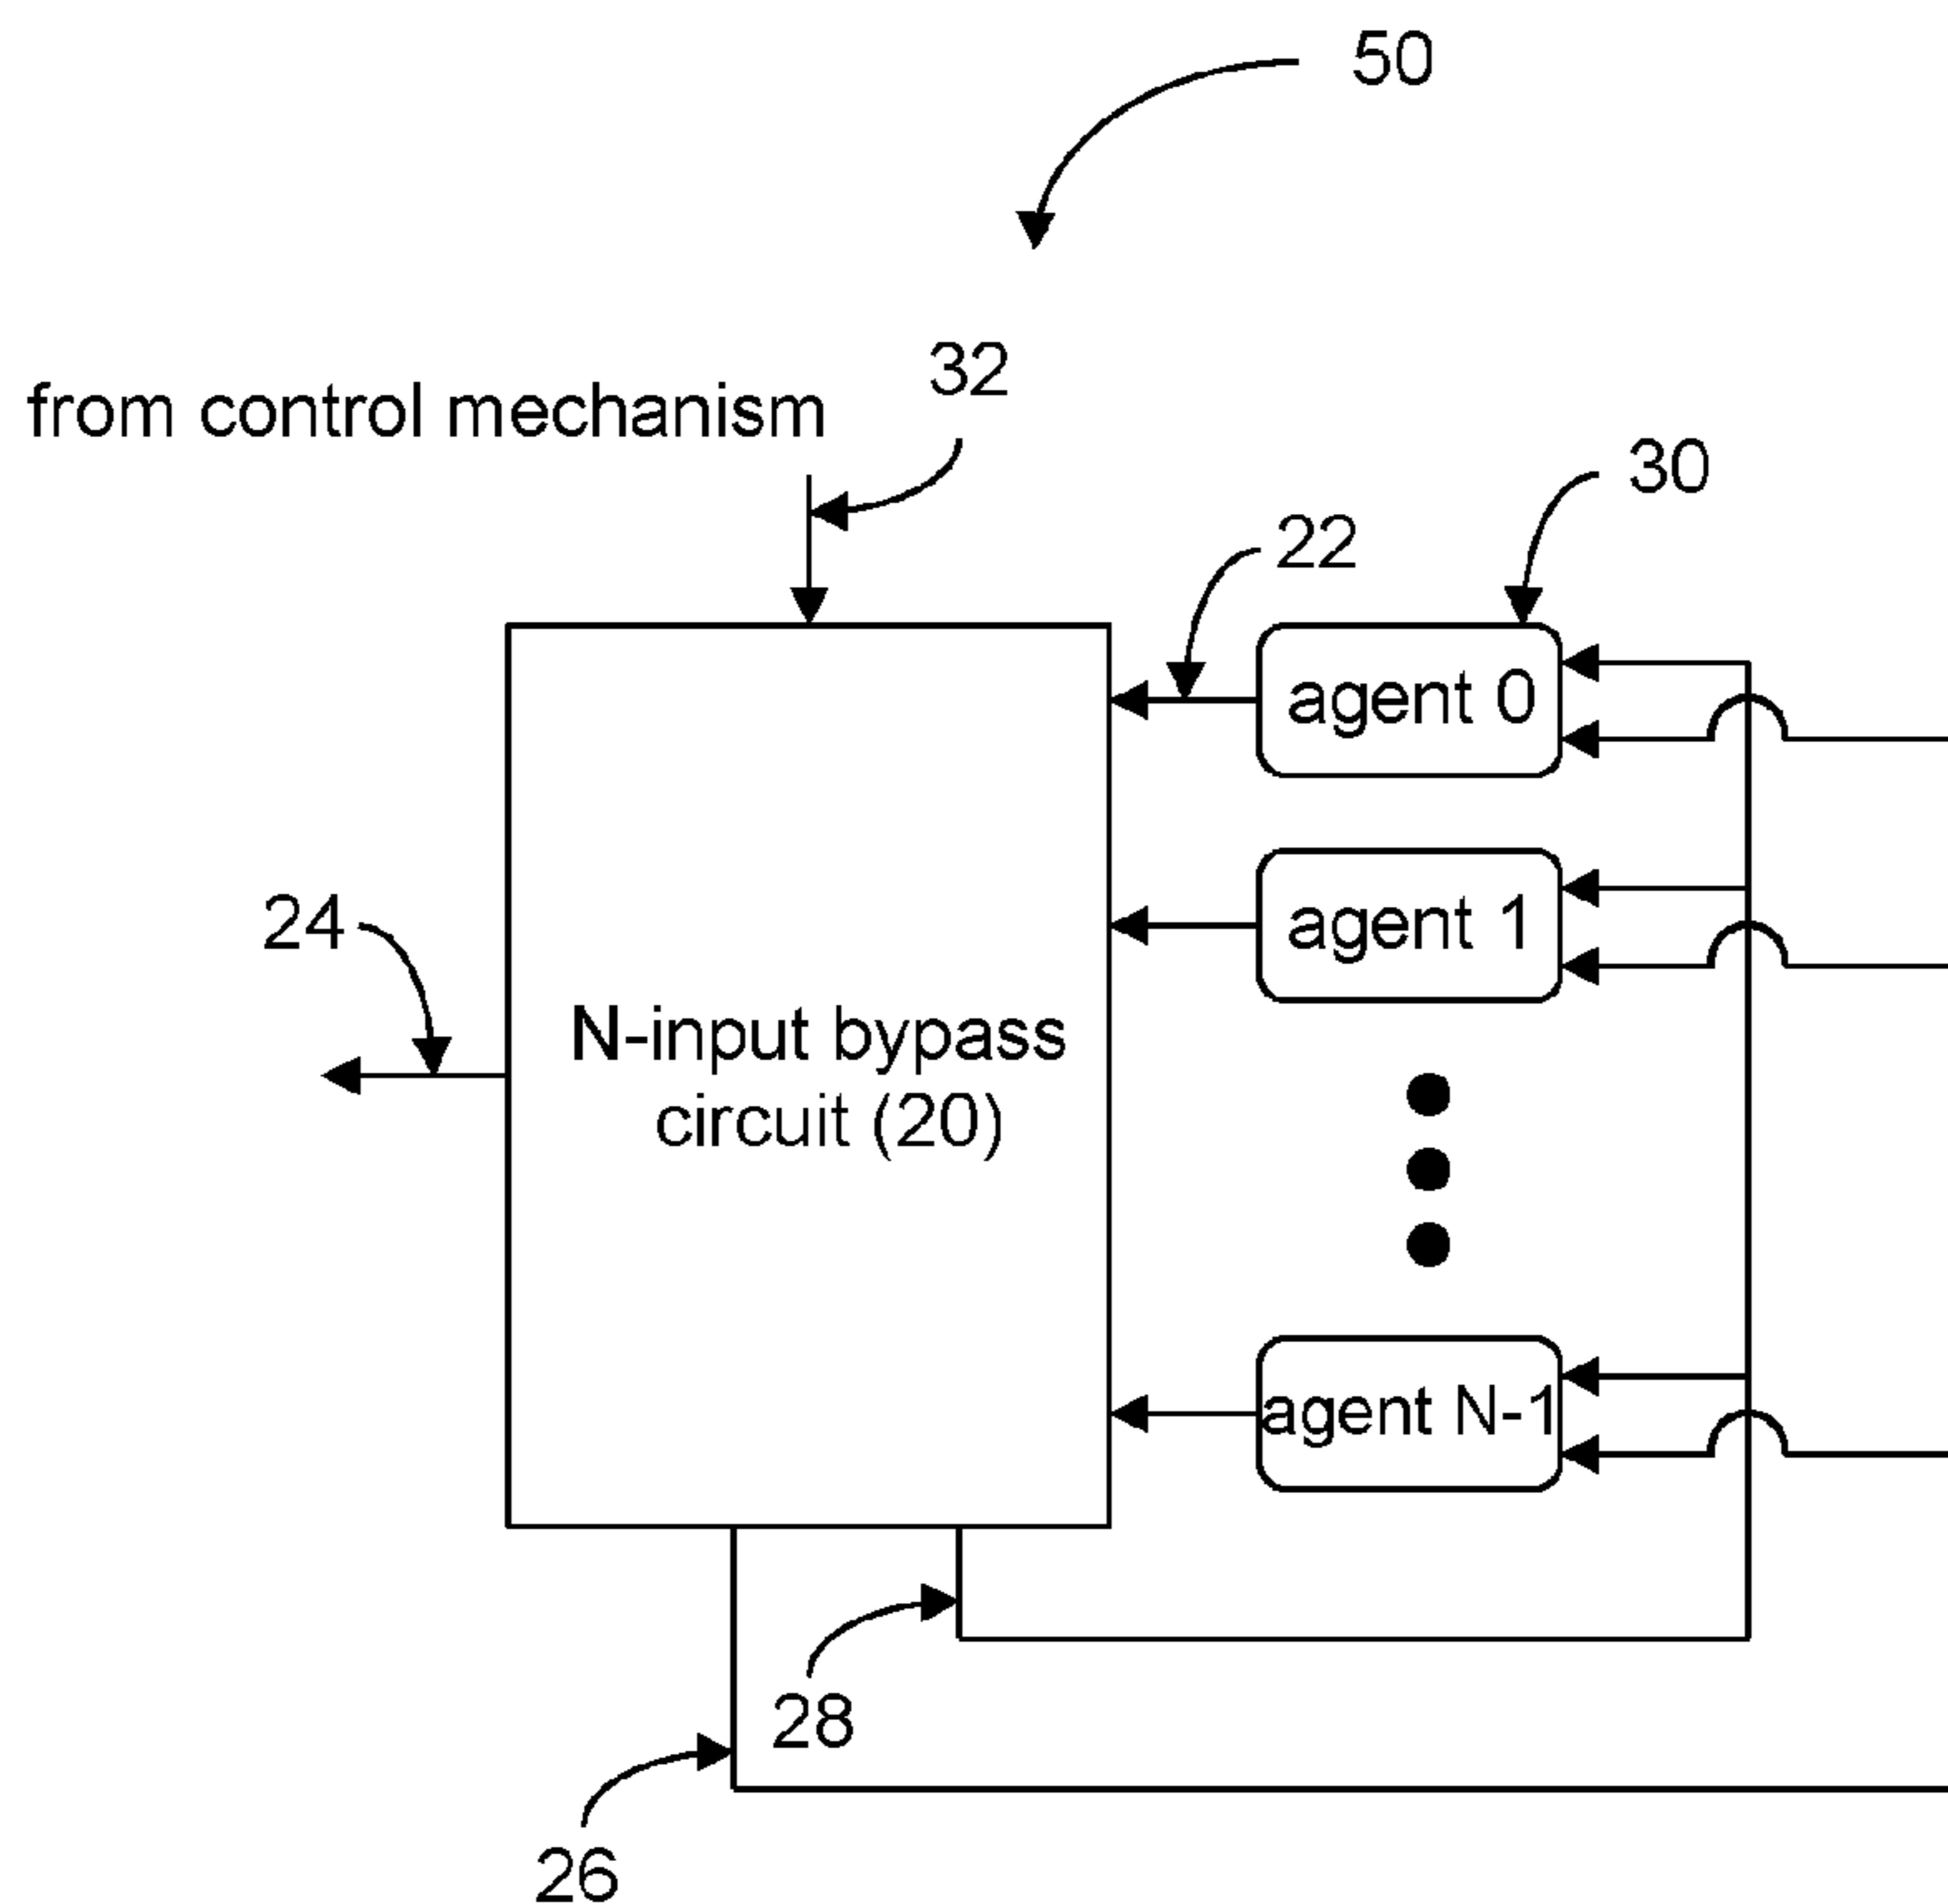 50
32
from control mechanism
30
22
agent 0
24
agent 1
N-input bypass
circuit (20)
agent N-1
28
26